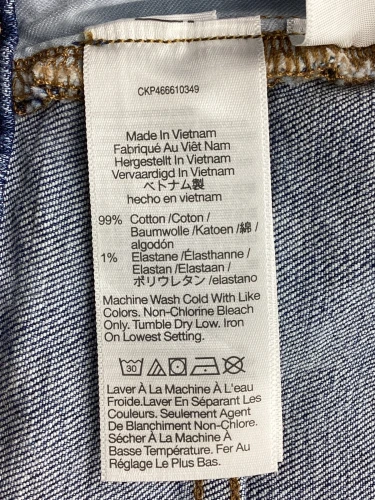 CKP466610349
Made In Vietnam
Fabriqué Au Viêt Nam
Hergestellt In Vietnam
Vervaardigd In Vietnam
ベトナム製
hecho en vietnam
99% Cotton /Coton /
Baumwolle /Katoen /綿 /
algodón
1% Elastane /Élasthanne /
Elastan /Elastaan /
ポリウレタン /elastano
Machine Wash Cold With Like
Colors. Non-Chlorine Bleach
Only. Tumble Dry Low. Iron
On Lowest Setting.
30
Laver À La Machine À L'eau
Froide.Laver En Séparant Les
Couleurs. Seulement Agent
De Blanchiment Non-Chlore.
Sécher À La Machine À
Basse Température. Fer Au
Réglage Le Plus Bas.